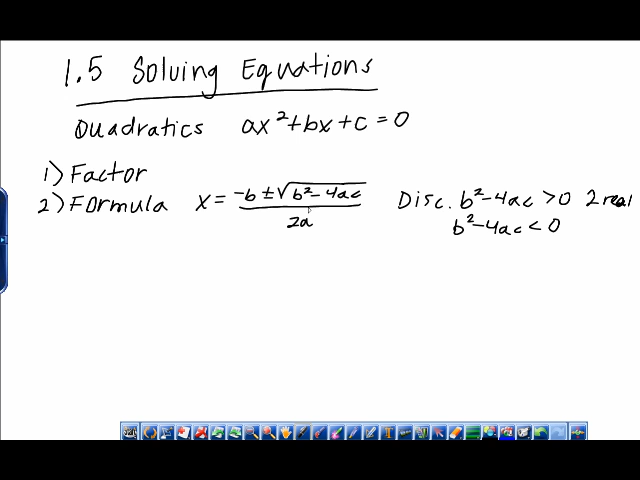 1.5 Solving Equations
Quadratics ax²+bx+c=0
1) Factor
2) Formula x = (-b ± √(b²-4ac))/(2a) Disc. b²-4ac >0 2 real
b²-4ac <0